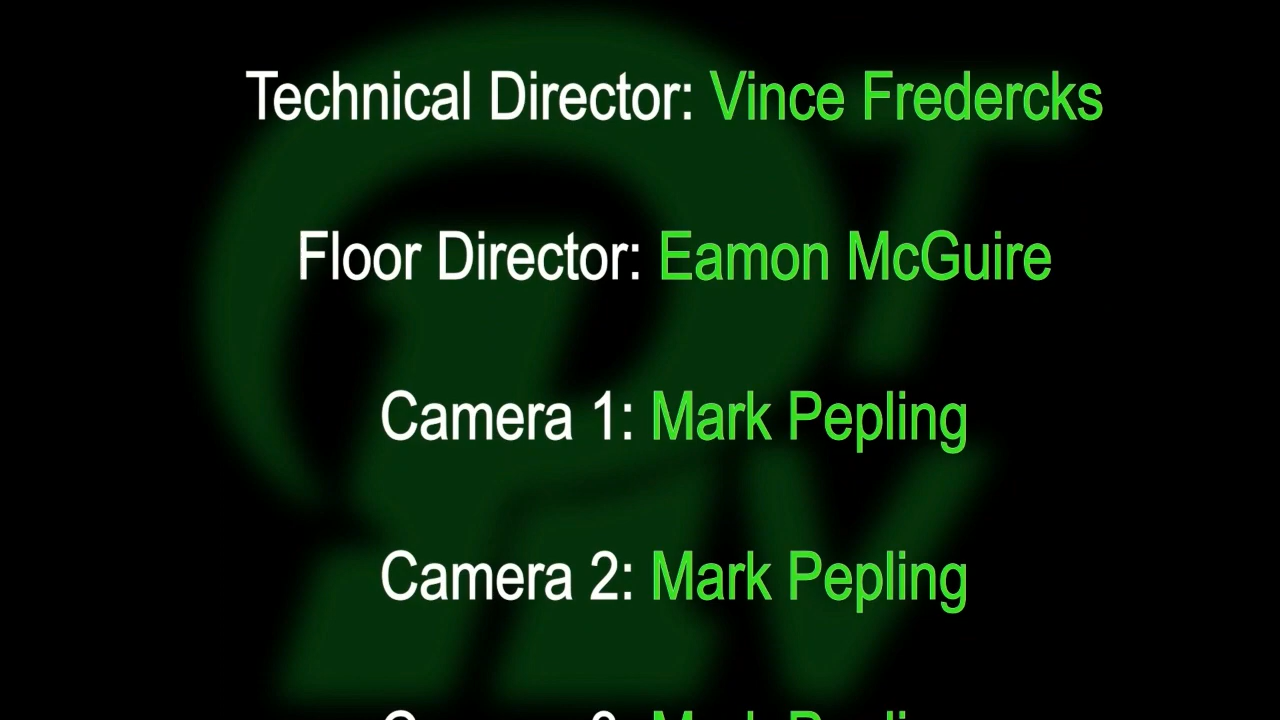 Technical Director: Vince Fredercks
Floor Director: Eamon McGuire
Camera 1: Mark Pepling
Camera 2: Mark Pepling